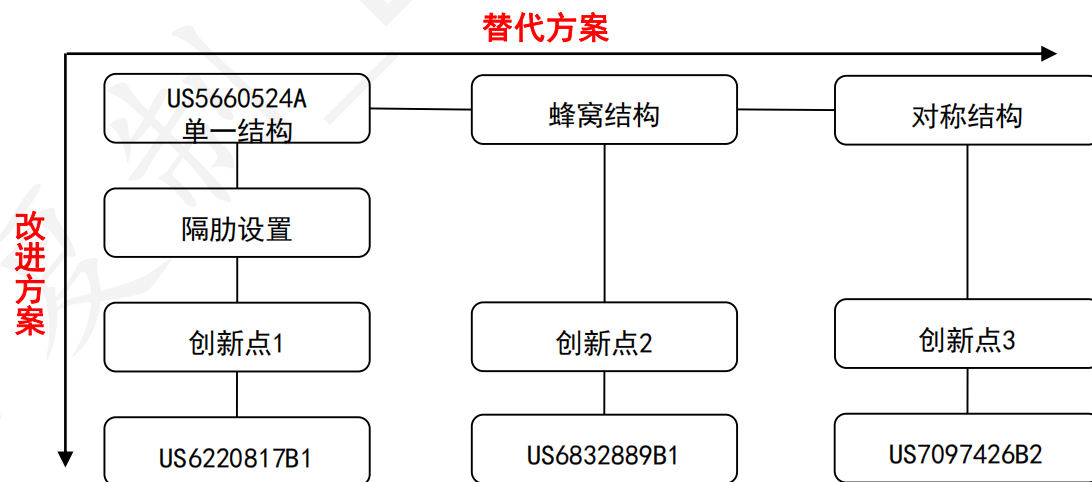 替代方案
US5660524A
单一结构
蜂窝结构
对称结构
改进方案
隔肋设置
创新点1
创新点2
创新点3
US6220817B1
US6832889B1
US7097426B2